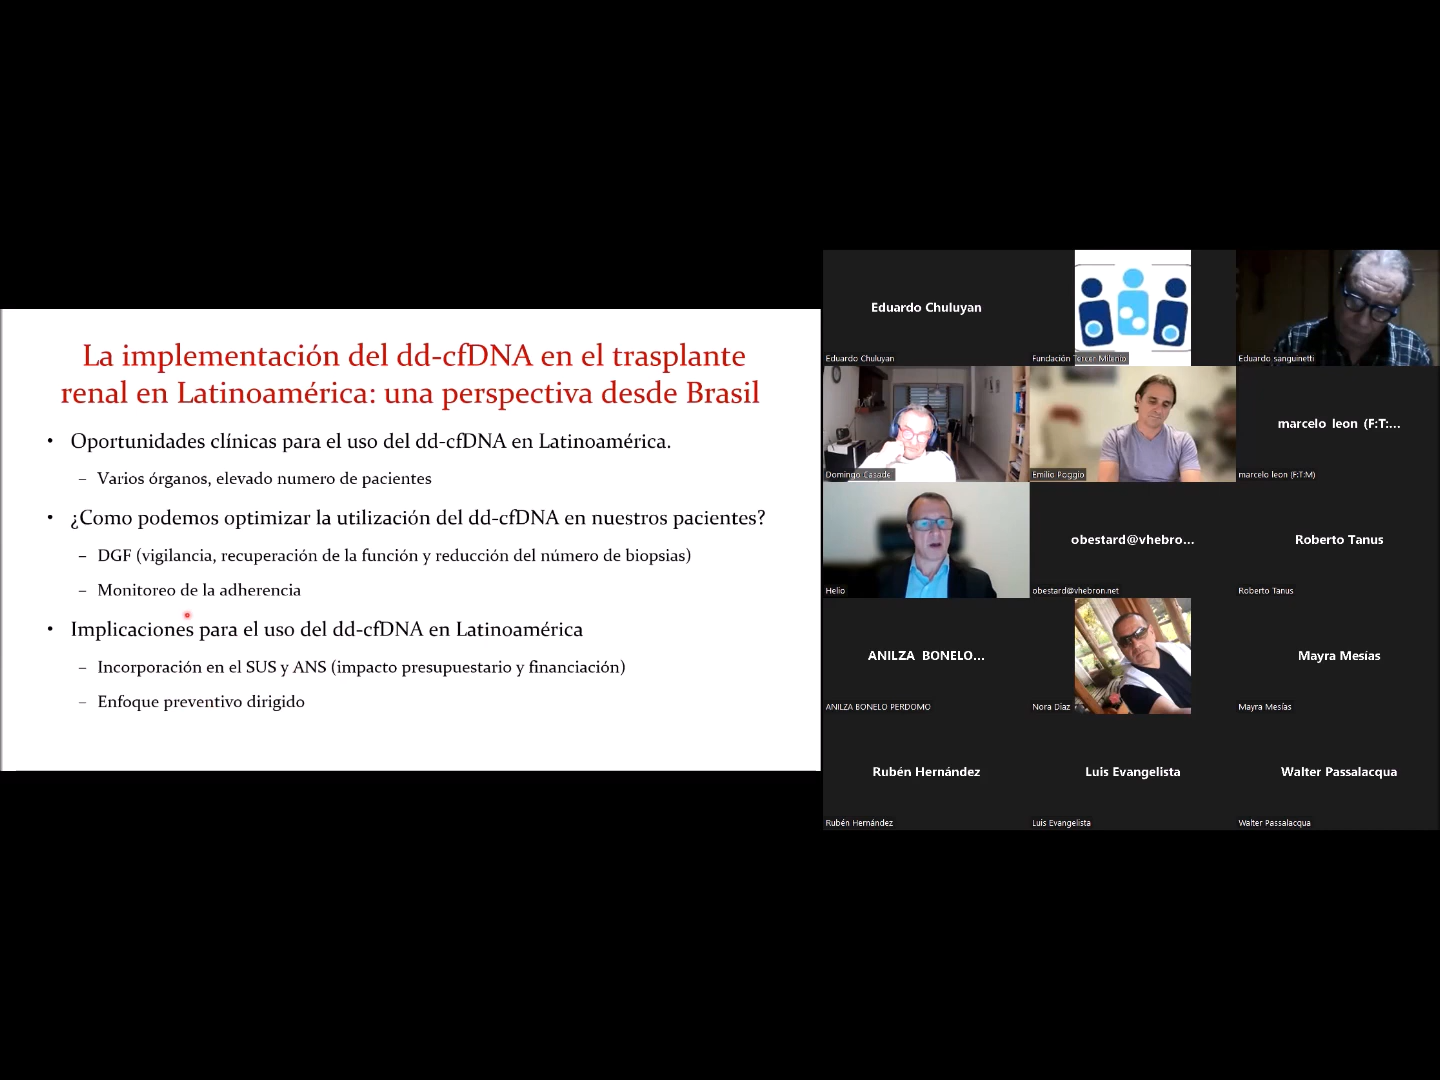 La implementación del dd-cfDNA en el trasplante
renal en Latinoamérica: una perspectiva desde Brasil
• Oportunidades clínicas para el uso del dd-cfDNA en Latinoamérica.
– Varios órganos, elevado numero de pacientes
• ¿Como podemos optimizar la utilización del dd-cfDNA en nuestros pacientes?
– DGF (vigilancia, recuperación de la función y reducción del número de biopsias)
– Monitoreo de la adherencia
• Implicaciones para el uso del dd-cfDNA en Latinoamérica
– Incorporación en el SUS y ANS (impacto presupuestario y financiación)
– Enfoque preventivo dirigido
Eduardo Chuluyan
Eduardo Chuluyan
Fundación Tercer Milenio
Eduardo sanguinetti
Domingo Casade
Emilio Poggio
marcelo leon (F:T:...
marcelo leon (F:T:M)
Helio
obestard@vhebro...
obestard@vhebron.net
Roberto Tanus
Roberto Tanus
ANILZA BONELO...
ANILZA BONELO PERDOMO
Nora Diaz
Mayra Mesías
Mayra Mesías
Rubén Hernández
Rubén Hernández
Luis Evangelista
Luis Evangelista
Walter Passalacqua
Walter Passalacqua